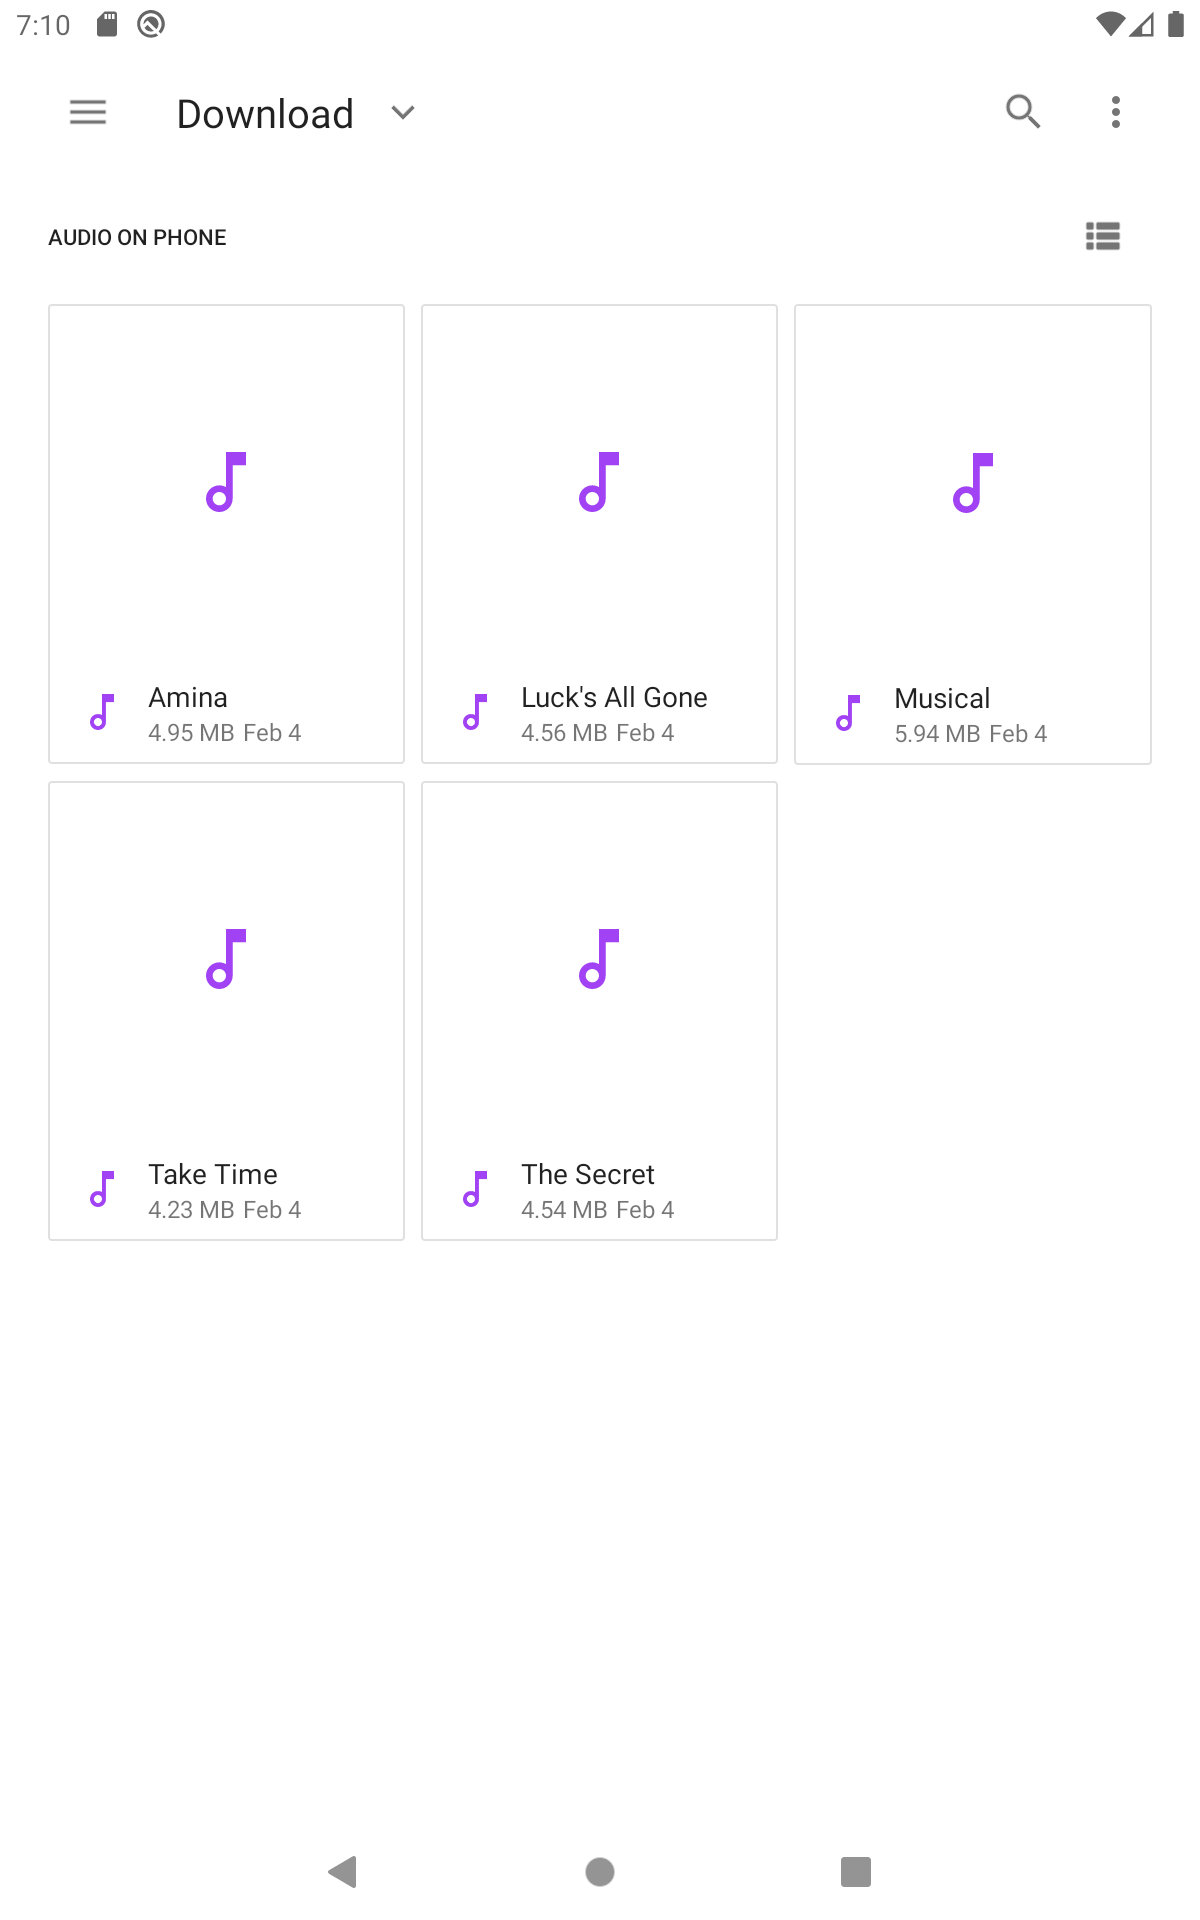 7:10
Download
AUDIO ON PHONE
Amina
4.95 MB Feb 4
Luck's All Gone
4.56 MB Feb 4
Musical
5.94 MB Feb 4
Take Time
4.23 MB Feb 4
The Secret
4.54 MB Feb 4